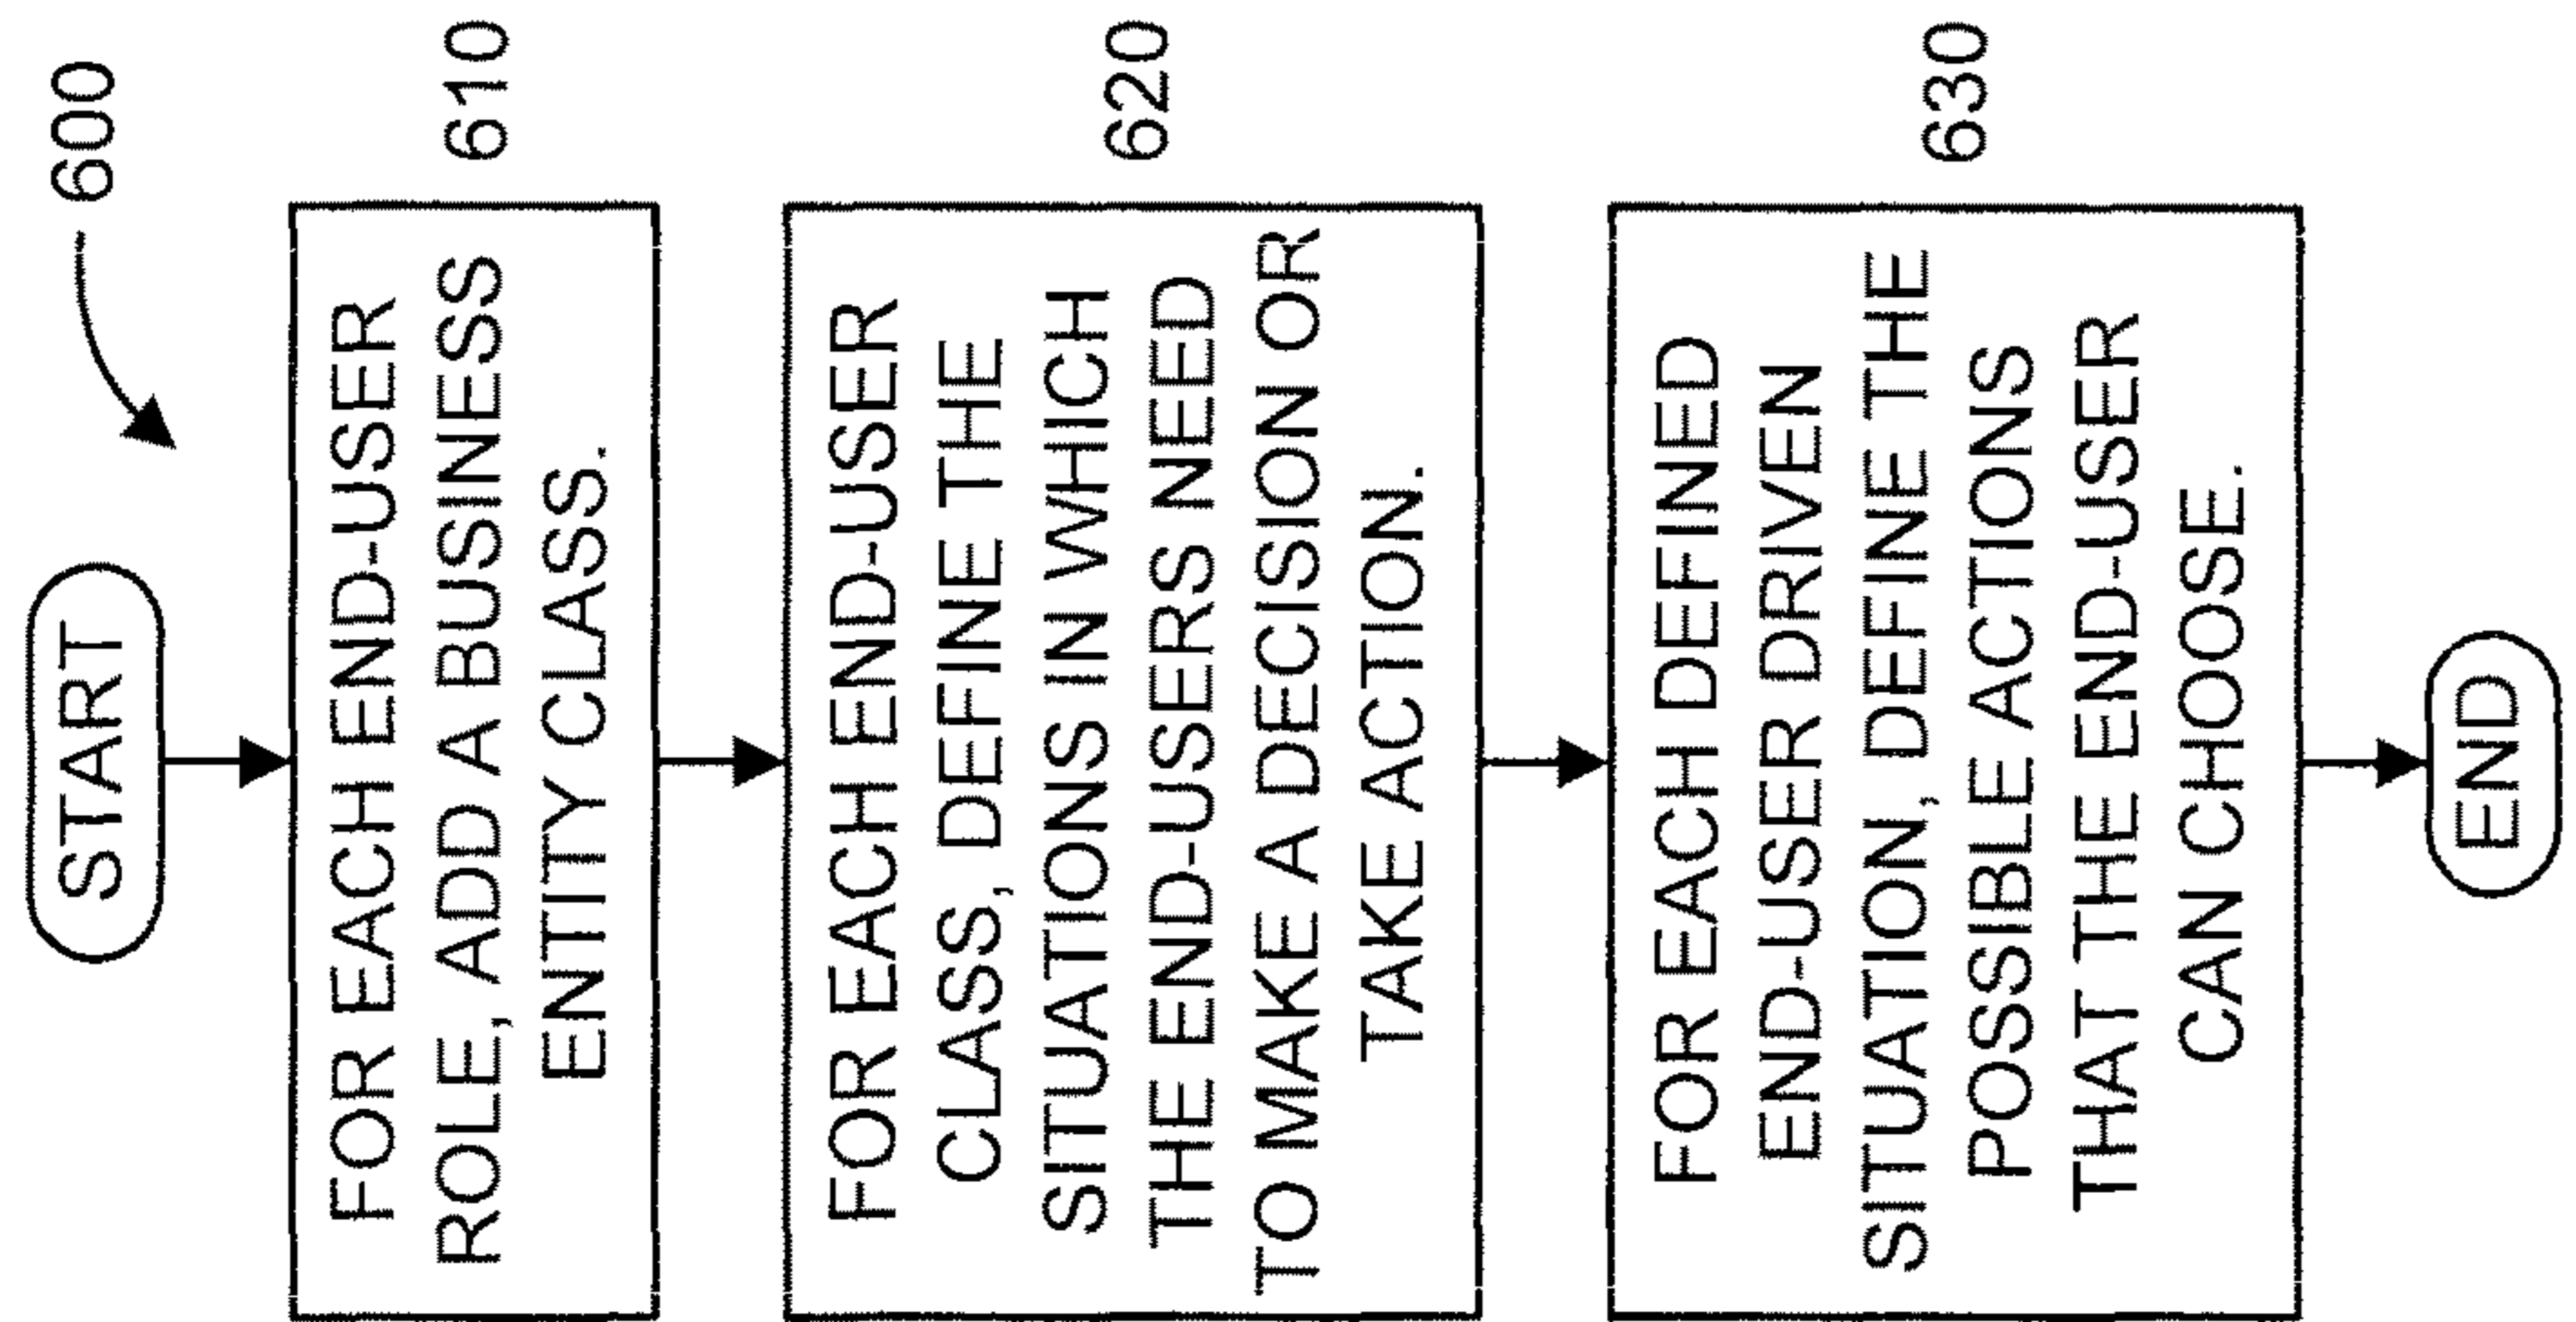 600
START
FOR EACH END-USER
ROLE, ADD A BUSINESS
ENTITY CLASS.
610
FOR EACH END-USER
CLASS, DEFINE THE
SITUATIONS IN WHICH
THE END-USERS NEED
TO MAKE A DECISION OR
TAKE ACTION.
620
FOR EACH DEFINED
END-USER DRIVEN
SITUATION, DEFINE THE
POSSIBLE ACTIONS
THAT THE END-USER
CAN CHOOSE.
630
END